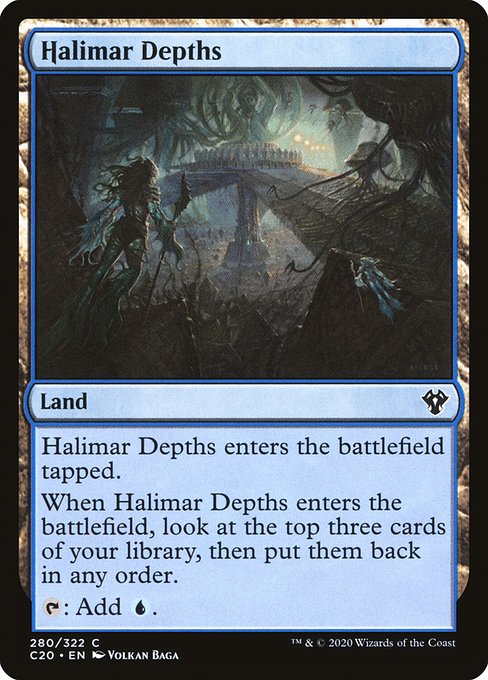 Halimar Depths
Land
Halimar Depths enters the battlefield
tapped.
When Halimar Depths enters the
battlefield, look at the top three cards
of your library, then put them back
in any order.
: Add .
280/322 C
™ & © 2020 Wizards of the Coast
C20 • EN VOLKAN BAGA